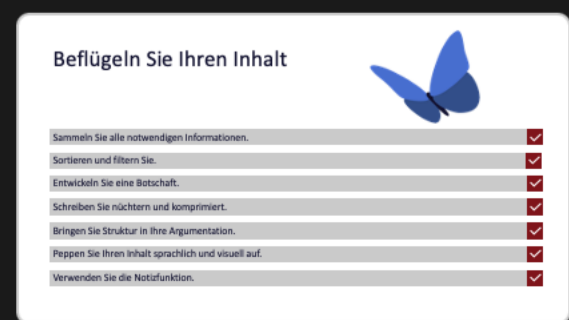 Beflügeln Sie Ihren Inhalt
Sammeln Sie alle notwendigen Informationen.
Sortieren und filtern Sie.
Entwickeln Sie eine Botschaft.
Schreiben Sie nüchtern und komprimiert.
Bringen Sie Struktur in Ihre Argumentation.
Peppen Sie Ihren Inhalt sprachlich und visuell auf.
Verwenden Sie die Notizfunktion.